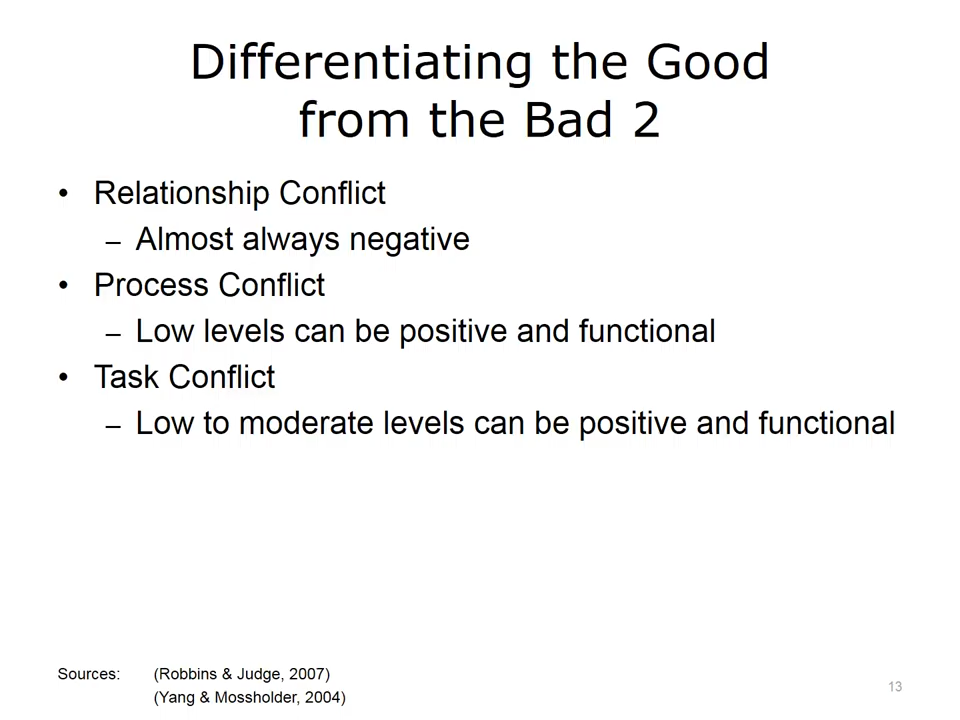 Differentiating the Good
from the Bad 2
• Relationship Conflict
– Almost always negative
• Process Conflict
– Low levels can be positive and functional
• Task Conflict
– Low to moderate levels can be positive and functional
Sources: (Robbins & Judge, 2007)
(Yang & Mossholder, 2004)
13